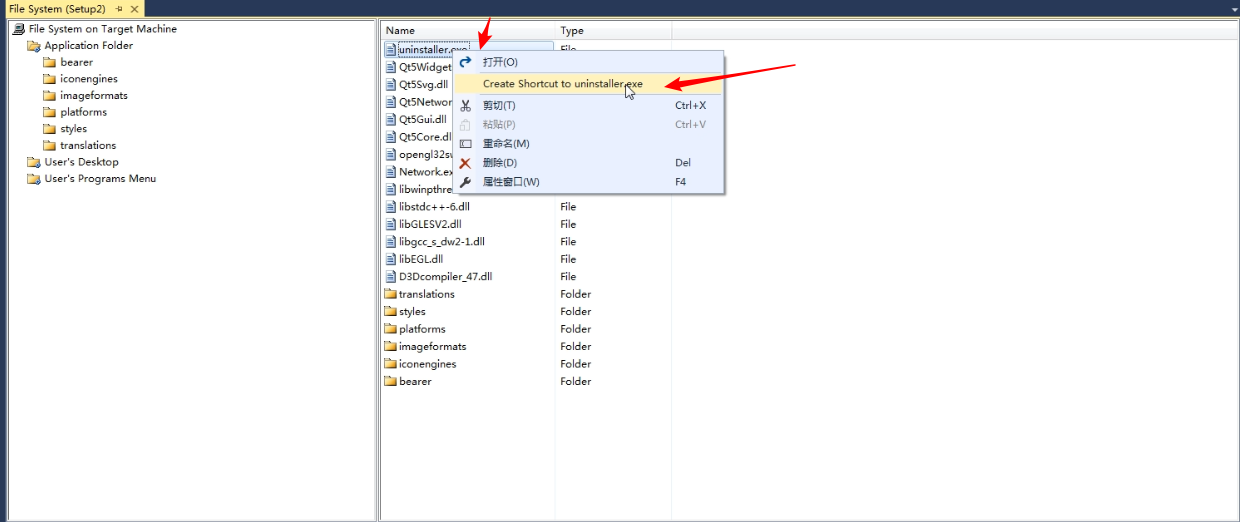 File System (Setup2)
File System on Target Machine
Application Folder
bearer
iconengines
imageformats
platforms
styles
translations
User's Desktop
User's Programs Menu
Name Type
uninstaller.exe File
Qt5Widget
Qt5Svg.dll
Qt5Networ
Qt5Gui.dll
Qt5Core.dl
opengl32sv
Network.ex
libwinpthre
打开(O)
Create Shortcut to uninstaller.exe
剪切(T) Ctrl+X
粘贴(P) Ctrl+V
重命名(M)
删除(D) Del
属性窗口(W) F4
libstdc++-6.dll File
libGLESV2.dll File
libgcc_s_dw2-1.dll File
libEGL.dll File
D3Dcompiler_47.dll File
translations Folder
styles Folder
platforms Folder
imageformats Folder
iconengines Folder
bearer Folder